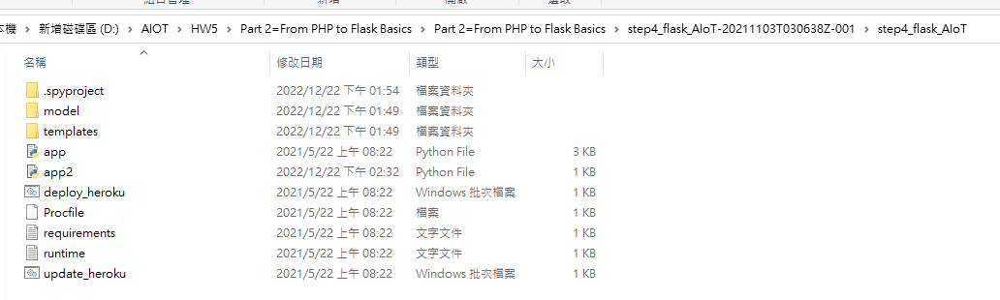 本機 > 新增磁碟區 (D:) > AIOT > HW5 > Part 2=From PHP to Flask Basics > Part 2=From PHP to Flask Basics > step4_flask_AIoT-20211103T030638Z-001 > step4_flask_AIoT
名稱 修改日期 類型 大小
.spyproject 2022/12/22 下午 01:54 檔案資料夾
model 2022/12/22 下午 01:49 檔案資料夾
templates 2022/12/22 下午 01:49 檔案資料夾
app 2021/5/22 上午 08:22 Python File 3 KB
app2 2022/12/22 下午 02:32 Python File 1 KB
deploy_heroku 2021/5/22 上午 08:22 Windows 批次檔案 1 KB
Procfile 2021/5/22 上午 08:22 檔案 1 KB
requirements 2021/5/22 上午 08:22 文字文件 1 KB
runtime 2021/5/22 上午 08:22 文字文件 1 KB
update_heroku 2021/5/22 上午 08:22 Windows 批次檔案 1 KB